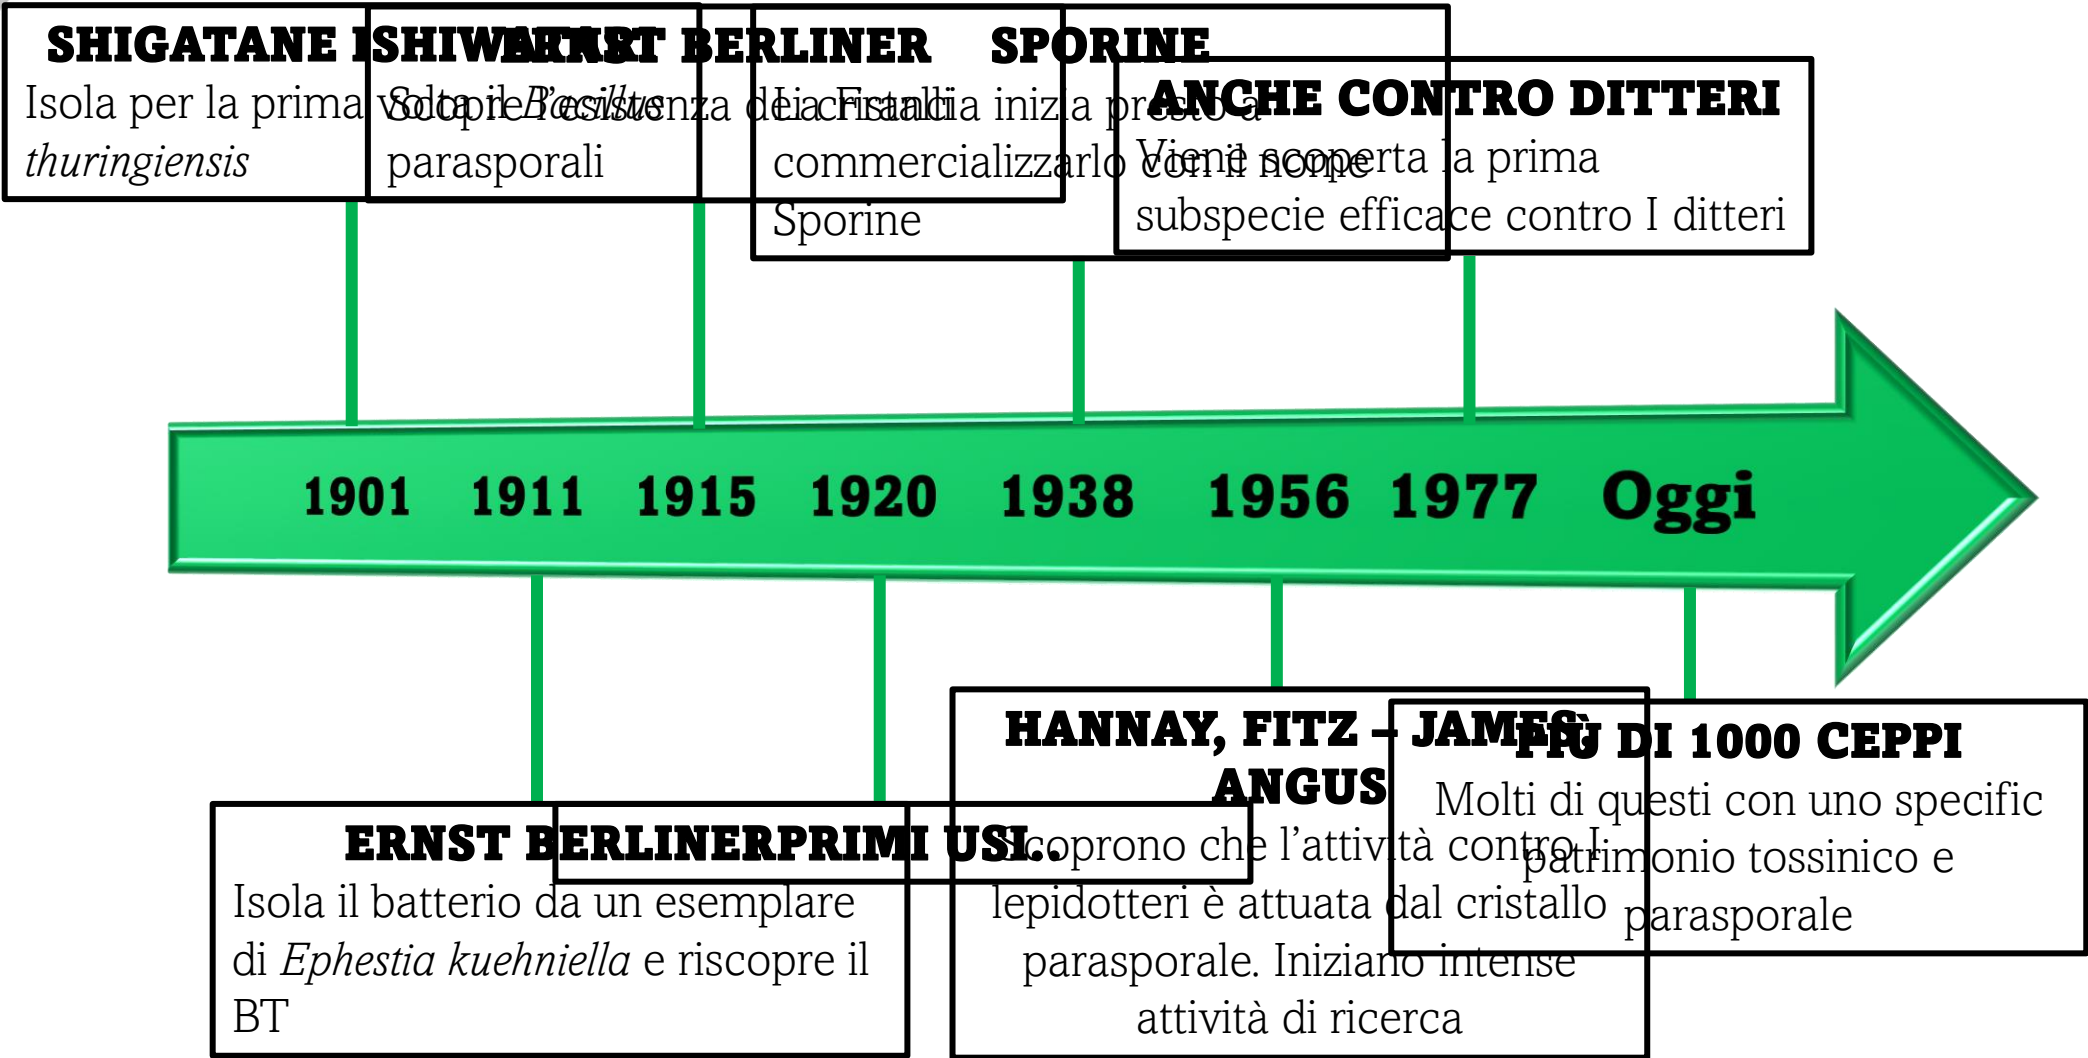 SHIGATANE ISHIWATARI
Isola per la prima volta il Bacillus
thuringiensis
ERNST BERLINER
Scopre l’esistenza dei cristalli
parasporali
SPORINE
La Francia inizia presto a
commercializzarlo con il nome
Sporine
ANCHE CONTRO DITTERI
Viene scoperta la prima
subspecie efficace contro I ditteri
1901 1911 1915 1920 1938 1956 1977 Oggi
ERNST BERLINER
Isola il batterio da un esemplare
di Ephestia kuehniella e riscopre il
BT
PRIMI USI..
HANNAY, FITZ – JAMES,
ANGUS
Scoprono che l’attività contro I
lepidotteri è attuata dal cristallo
parasporale. Iniziano intense
attività di ricerca
PIÙ DI 1000 CEPPI
Molti di questi con uno specific
patrimonio tossinico e
parasporale